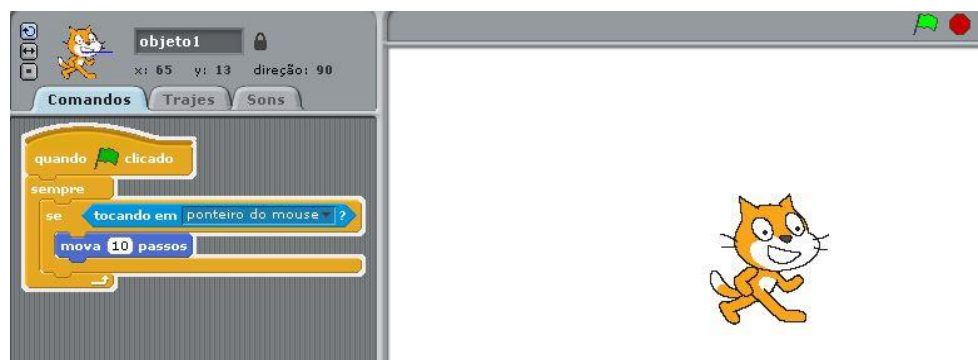 objeto1
x: 65 y: 13 direção: 90
Comandos Trajes Sons
quando clicado
sempre
se tocando em ponteiro do mouse ?
mova 10 passos